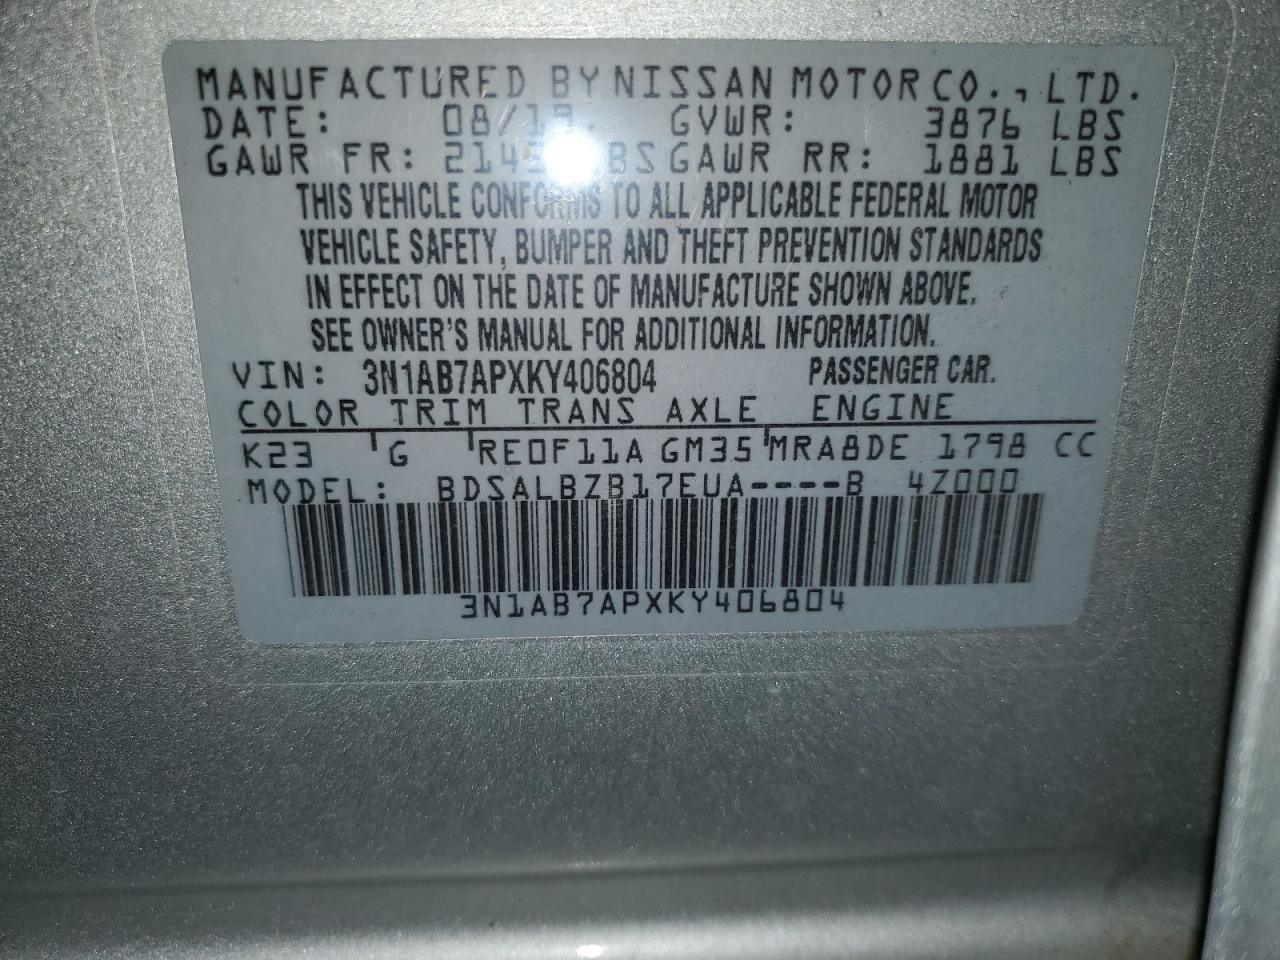 MANUFACTURED BY NISSAN MOTOR CO., LTD.
DATE: 08/19 GVWR: 3876 LBS
GAWR FR: GAWR RR: 1881 LBS
THIS VEHICLE CONFORMS TO ALL APPLICABLE FEDERAL MOTOR
VEHICLE SAFETY, BUMPER AND THEFT PREVENTION STANDARDS
IN EFFECT ON THE DATE OF MANUFACTURE SHOWN ABOVE.
SEE OWNER'S MANUAL FOR ADDITIONAL INFORMATION.
VIN: 3N1AB7APXKY406804 PASSENGER CAR.
COLOR TRIM TRANS AXLE ENGINE
K23 G RE0F11A GM35 MRA8DE 1798 CC
MODEL: BDSALBZB17EUA----B 4Z000
3N1AB7APXKY406804